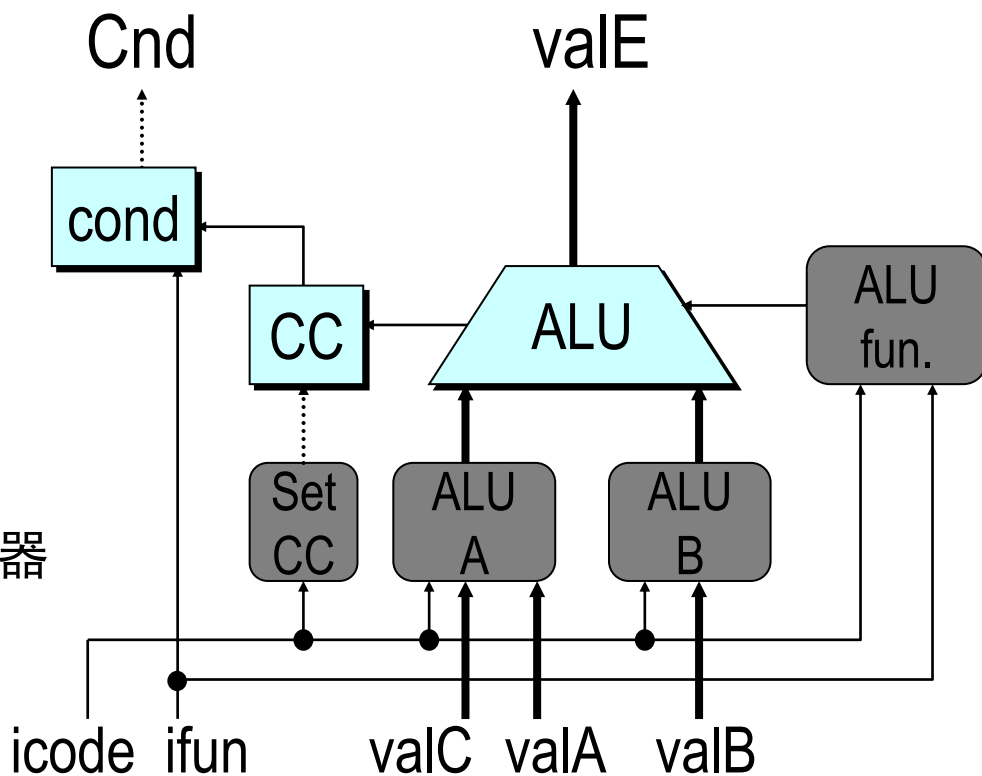 Cnd valE
cond
ALU
fun.
CC
ALU
Set
CC
ALU
A
ALU
B
器
icode ifun valC valA valB